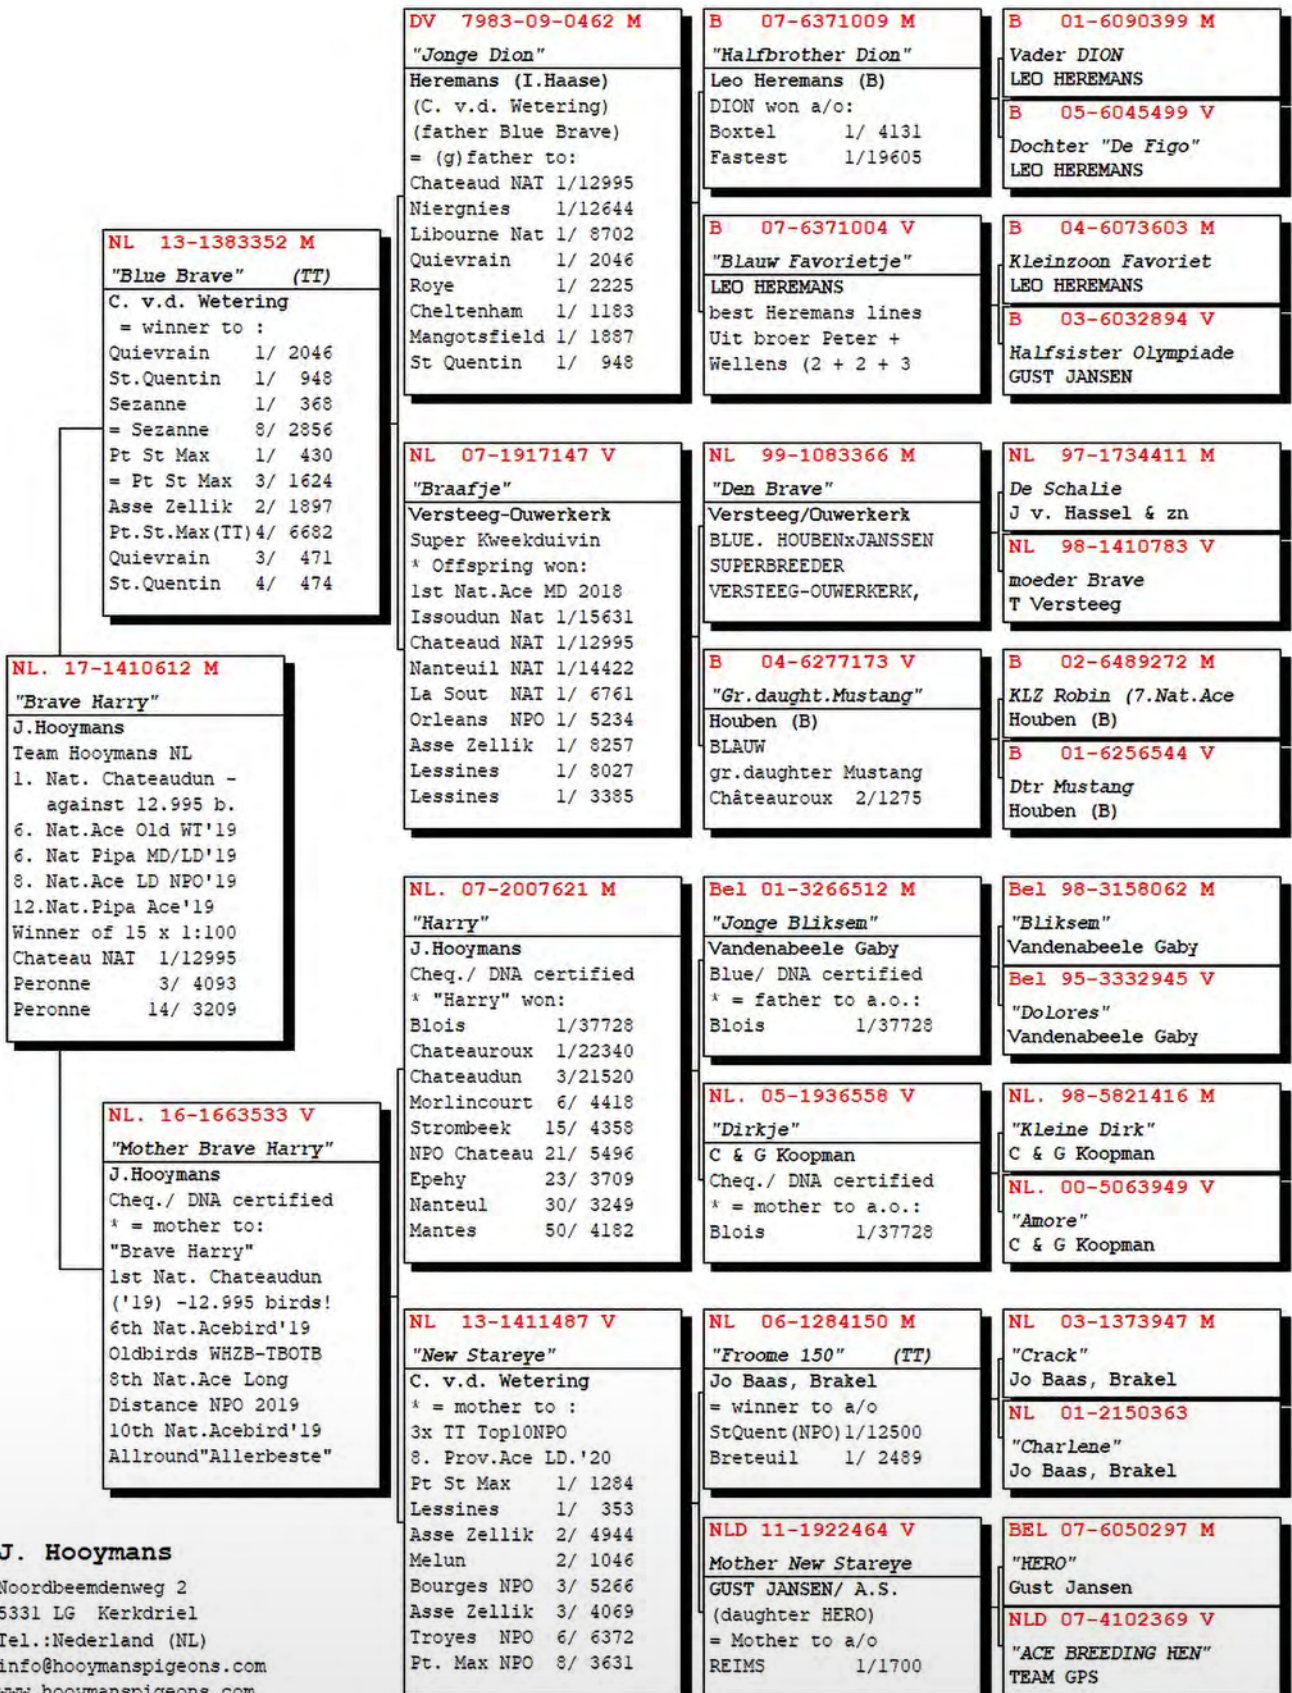 NL. 17-1410612 M
"Brave Harry"
J.Hooymans
Team Hooymans NL
1. Nat. Chateaudun -
against 12.995 b.
6. Nat.Ace Old WT'19
6. Nat Pipa MD/LD'19
8. Nat.Ace LD NPO'19
12.Nat.Pipa Ace'19
Winner of 15 x 1:100
Chateau NAT 1/12995
Peronne 3/ 4093
Peronne 14/ 3209
NL 13-1383352 M
"Blue Brave" (TT)
C. v.d. Wetering
= winner to :
Quievrain 1/ 2046
St.Quentin 1/ 948
Sezanne 1/ 368
= Sezanne 8/ 2856
Pt St Max 1/ 430
= Pt St Max 3/ 1624
Asse Zellik 2/ 1897
Pt.St.Max(TT)4/ 6682
Quievrain 3/ 471
St.Quentin 4/ 474
NL. 16-1663533 V
"Mother Brave Harry"
J.Hooymans
Cheq./ DNA certified
* = mother to:
"Brave Harry"
1st Nat. Chateaudun
('19) -12.995 birds!
6th Nat.Acebird'19
Oldbirds WHZB-TBOTB
8th Nat.Ace Long
Distance NPO 2019
10th Nat.Acebird'19
Allround"Allerbeste"
DV 7983-09-0462 M
"Jonge Dion"
Heremans (I.Haase)
(C. v.d. Wetering)
(father Blue Brave)
= (g)father to:
Chateaud NAT 1/12995
Niergnies 1/12644
Libourne Nat 1/ 8702
Quievrain 1/ 2046
Roye 1/ 2225
Cheltenham 1/ 1183
Mangotsfield 1/ 1887
St Quentin 1/ 948
NL 07-1917147 V
"Braafje"
Versteeg-Ouwerkerk
Super Kweekduivin
* Offspring won:
1st Nat.Ace MD 2018
Issoudun Nat 1/15631
Chateaud NAT 1/12995
Nanteuil NAT 1/14422
La Sout NAT 1/ 6761
Orleans NPO 1/ 5234
Asse Zellik 1/ 8257
Lessines 1/ 8027
Lessines 1/ 3385
NL. 07-2007621 M
"Harry"
J.Hooymans
Cheq./ DNA certified
* "Harry" won:
Blois 1/37728
Chateauroux 1/22340
Chateaudun 3/21520
Morlincourt 6/ 4418
Strombeek 15/ 4358
NPO Chateau 21/ 5496
Epehy 23/ 3709
Nanteul 30/ 3249
Mantes 50/ 4182
NL 13-1411487 V
"New Stareye"
C. v.d. Wetering
* = mother to :
3x TT Top10NPO
8. Prov.Ace LD.'20
Pt St Max 1/ 1284
Lessines 1/ 353
Asse Zellik 2/ 4944
Melun 2/ 1046
Bourges NPO 3/ 5266
Asse Zellik 3/ 4069
Troyes NPO 6/ 6372
Pt. Max NPO 8/ 3631
B 07-6371009 M
"Halfbrother Dion"
Leo Heremans (B)
DION won a/o:
Boxtel 1/ 4131
Fastest 1/19605
B 07-6371004 V
"Blauw Favorietje"
LEO HEREMANS
best Heremans lines
Uit broer Peter +
Wellens (2 + 2 + 3
NL 99-1083366 M
"Den Brave"
Versteeg/Ouwerkerk
BLUE. HOUBENxJANSSEN
SUPERBREEDER
VERSTEEG-OUWERKERK,
B 04-6277173 V
"Gr.daught.Mustang"
Houben (B)
BLAUW
gr.daughter Mustang
Châteauroux 2/1275
Bel 01-3266512 M
"Jonge Bliksem"
Vandenabeele Gaby
Blue/ DNA certified
* = father to a.o.:
Blois 1/37728
NL. 05-1936558 V
"Dirkje"
C & G Koopman
Cheq./ DNA certified
* = mother to a.o.:
Blois 1/37728
NL 06-1284150 M
"Froome 150" (TT)
Jo Baas, Brakel
= winner to a/o
StQuent(NPO)1/12500
Breteuil 1/ 2489
NLD 11-1922464 V
Mother New Stareye
GUST JANSEN/ A.S.
(daughter HERO)
= Mother to a/o
REIMS 1/1700
B 01-6090399 M
Vader DION
LEO HEREMANS
B 05-6045499 V
Dochter "De Figo"
LEO HEREMANS
B 04-6073603 M
Kleinzoon Favoriet
LEO HEREMANS
B 03-6032894 V
Halfsister Olympiade
GUST JANSEN
NL 97-1734411 M
De Schalie
J v. Hassel & zn
NL 98-1410783 V
moeder Brave
T Versteeg
B 02-6489272 M
KLZ Robin (7.Nat.Ace
Houben (B)
B 01-6256544 V
Dtr Mustang
Houben (B)
Bel 98-3158062 M
"Bliksem"
Vandenabeele Gaby
Bel 95-3332945 V
"Dolores"
Vandenabeele Gaby
NL. 98-5821416 M
"Kleine Dirk"
C & G Koopman
NL. 00-5063949 V
"Amore"
C & G Koopman
NL 03-1373947 M
"Crack"
Jo Baas, Brakel
NL 01-2150363
"Charlene"
Jo Baas, Brakel
BEL 07-6050297 M
"HERO"
Gust Jansen
NLD 07-4102369 V
"ACE BREEDING HEN"
TEAM GPS
J. Hooymans
Noordbeemdenweg 2
5331 LG Kerkdriel
Tel.:Nederland (NL)
info@hooymanspigeons.com
www.hooymanspigeons.com